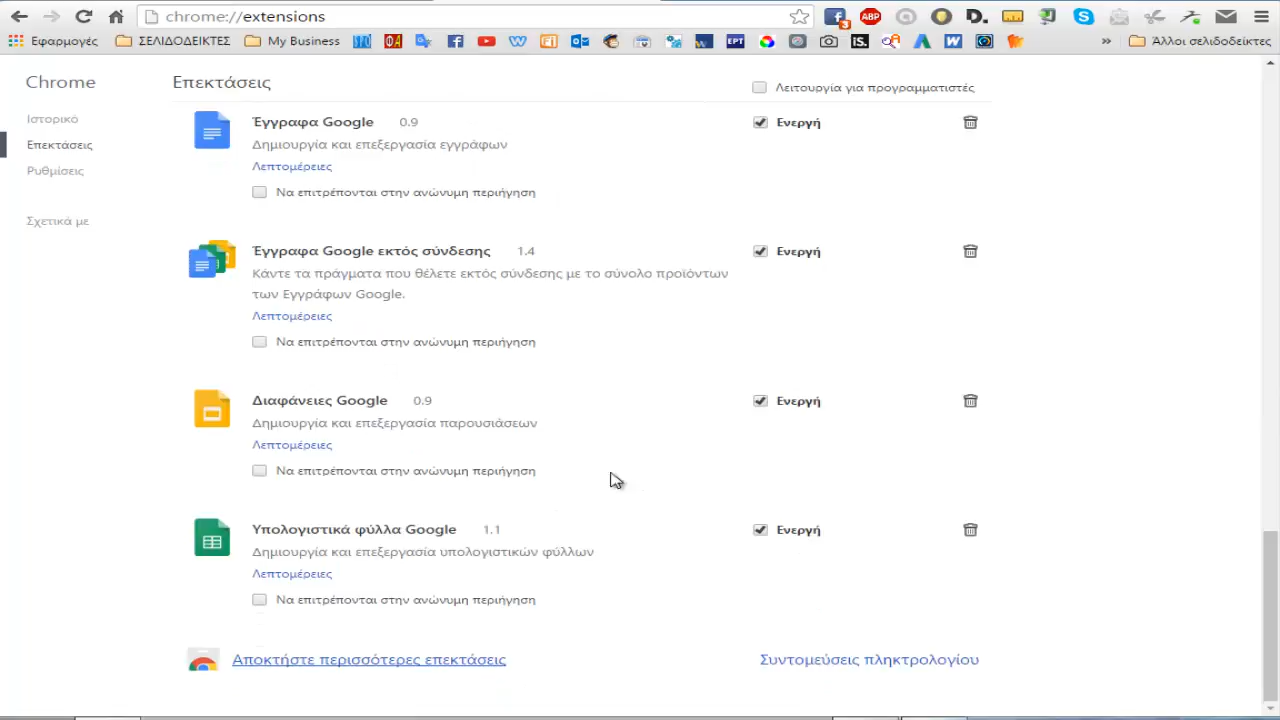 chrome://extensions
3
ABP
Εφαρμογές
ΣΕΛΙΔΟΔΕΙΚΤΕΣ
My Business
ΕΡΤ
iS.
»
Άλλοι σελιδοδείκτες
Chrome
Επεκτάσεις
Λειτουργία για προγραμματιστές
Ιστορικό
Επεκτάσεις
Ρυθμίσεις
Σχετικά με
Έγγραφα Google 0.9
Ενεργή
Δημιουργία και επεξεργασία εγγράφων
Λεπτομέρειες
Να επιτρέπονται στην ανώνυμη περιήγηση
Έγγραφα Google εκτός σύνδεσης 1.4
Ενεργή
Κάντε τα πράγματα που θέλετε εκτός σύνδεσης με το σύνολο προϊόντων
των Εγγράφων Google.
Λεπτομέρειες
Να επιτρέπονται στην ανώνυμη περιήγηση
Διαφάνειες Google 0.9
Ενεργή
Δημιουργία και επεξεργασία παρουσιάσεων
Λεπτομέρειες
Να επιτρέπονται στην ανώνυμη περιήγηση
Υπολογιστικά φύλλα Google 1.1
Ενεργή
Δημιουργία και επεξεργασία υπολογιστικών φύλλων
Λεπτομέρειες
Να επιτρέπονται στην ανώνυμη περιήγηση
Αποκτήστε περισσότερες επεκτάσεις
Συντομεύσεις πληκτρολογίου